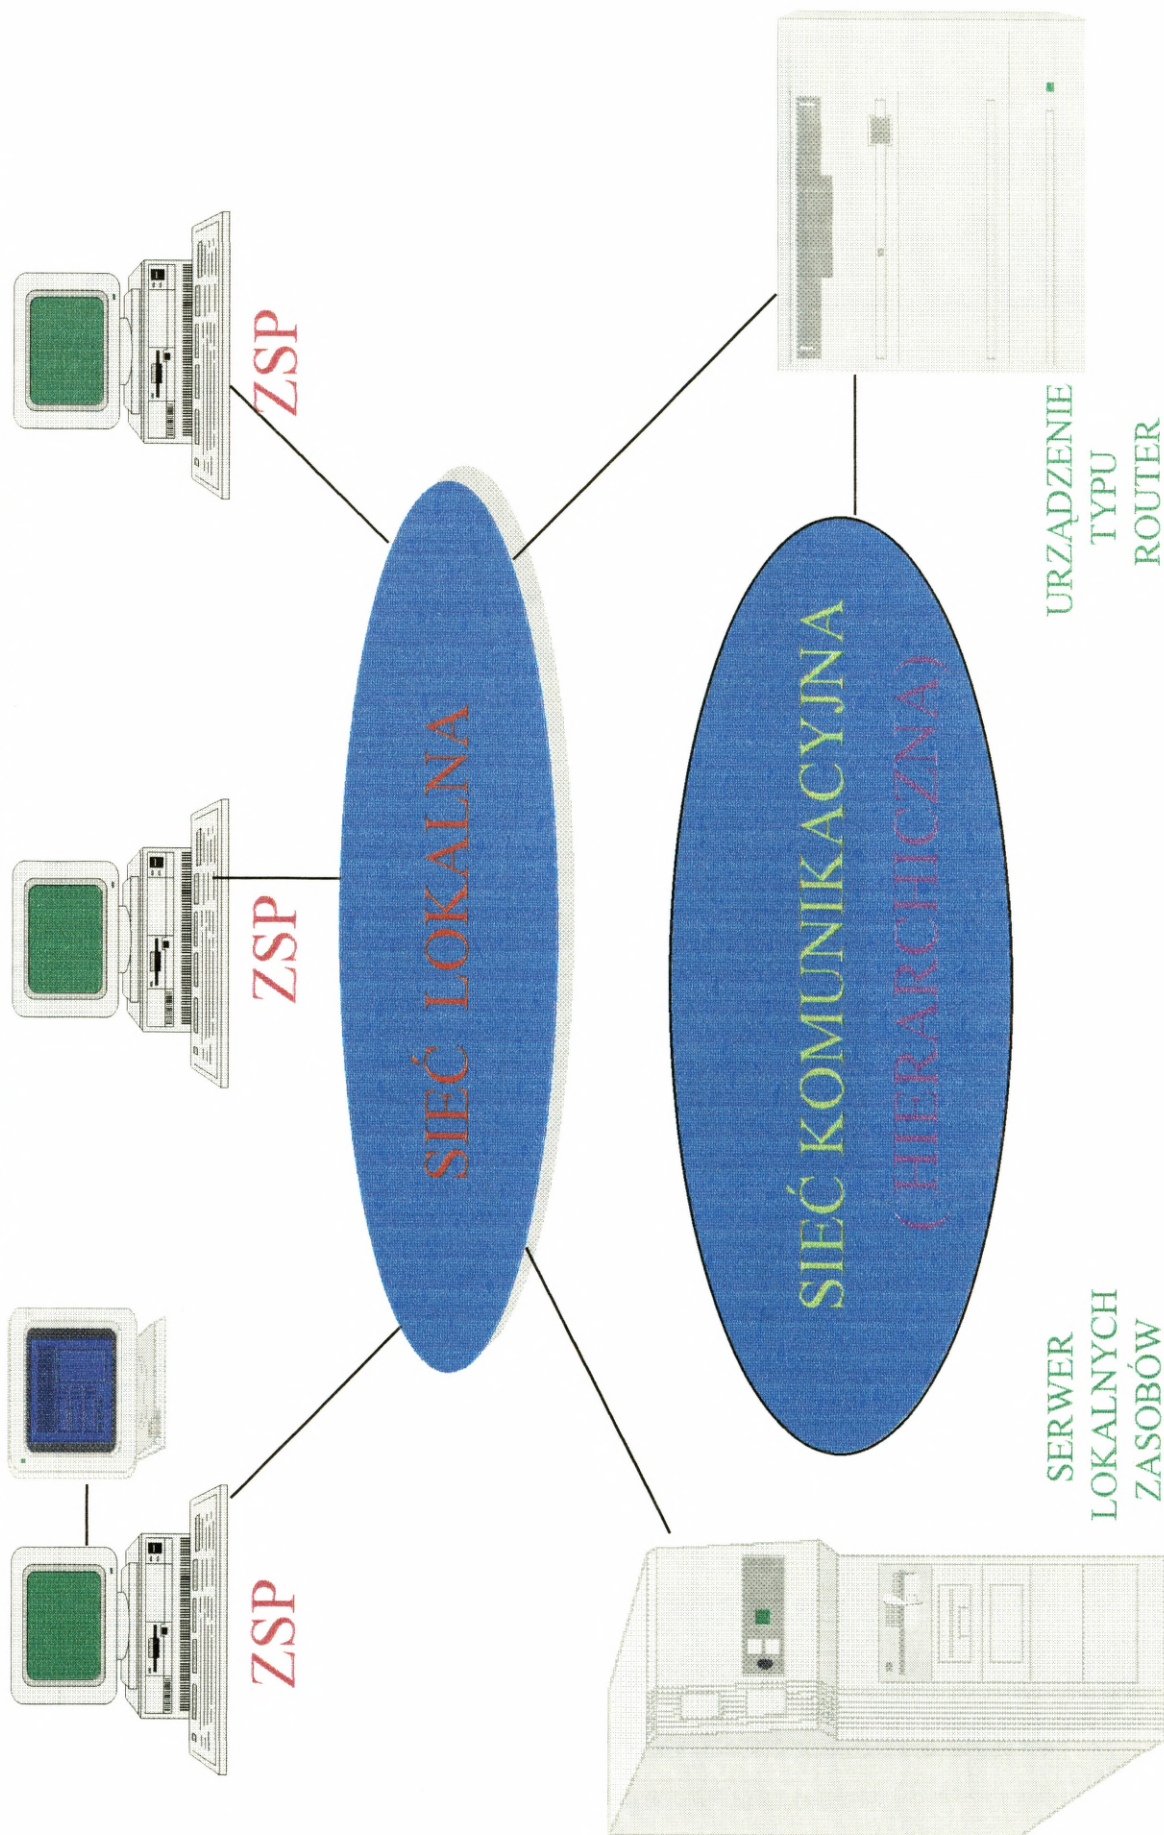 ZSP
ZSP
ZSP
SIEĆ LOKALNA
SIEĆ KOMUNIKACYJNA
(HIERARCHICZNA)
SERWER
LOKALNYCH
ZASOBÓW
URZĄDZENIE
TYPU
ROUTER